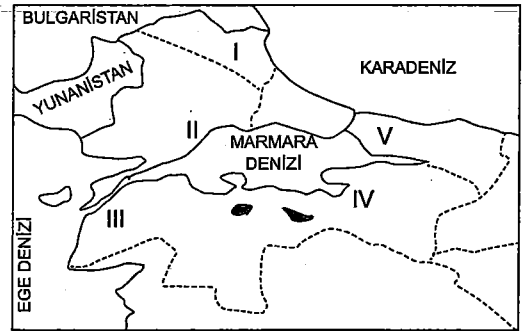 BULGARİSTAN
I
KARADENİZ
YUNANİSTAN
II
MARMARA
DENİZİ
V
III
IV
EGE DENİZİ